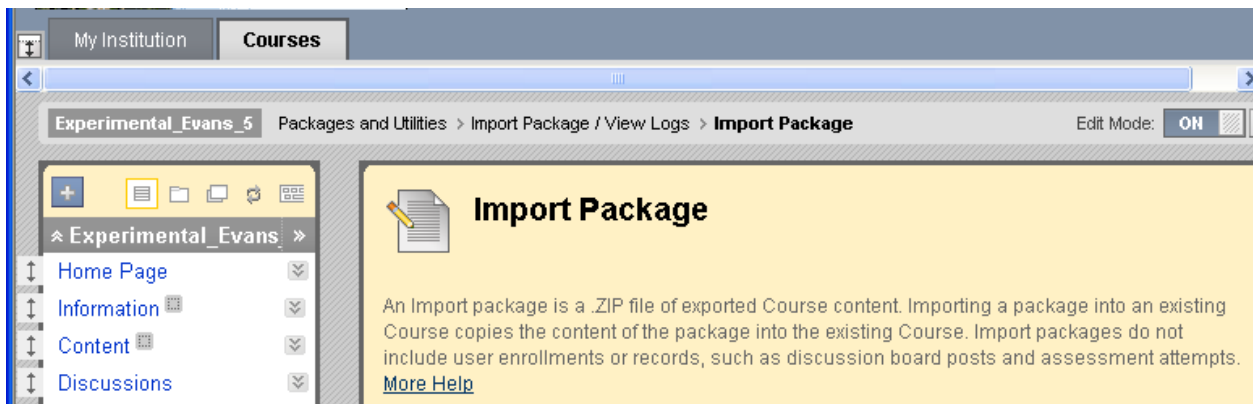 My Institution
Courses
Experimental_Evans_5 Packages and Utilities > Import Package / View Logs > Import Package
Edit Mode: ON
Import Package
Experimental_Evans_
Home Page
Information
Content
Discussions
An Import package is a .ZIP file of exported Course content. Importing a package into an existing
Course copies the content of the package into the existing Course. Import packages do not
include user enrollments or records, such as discussion board posts and assessment attempts.
More Help